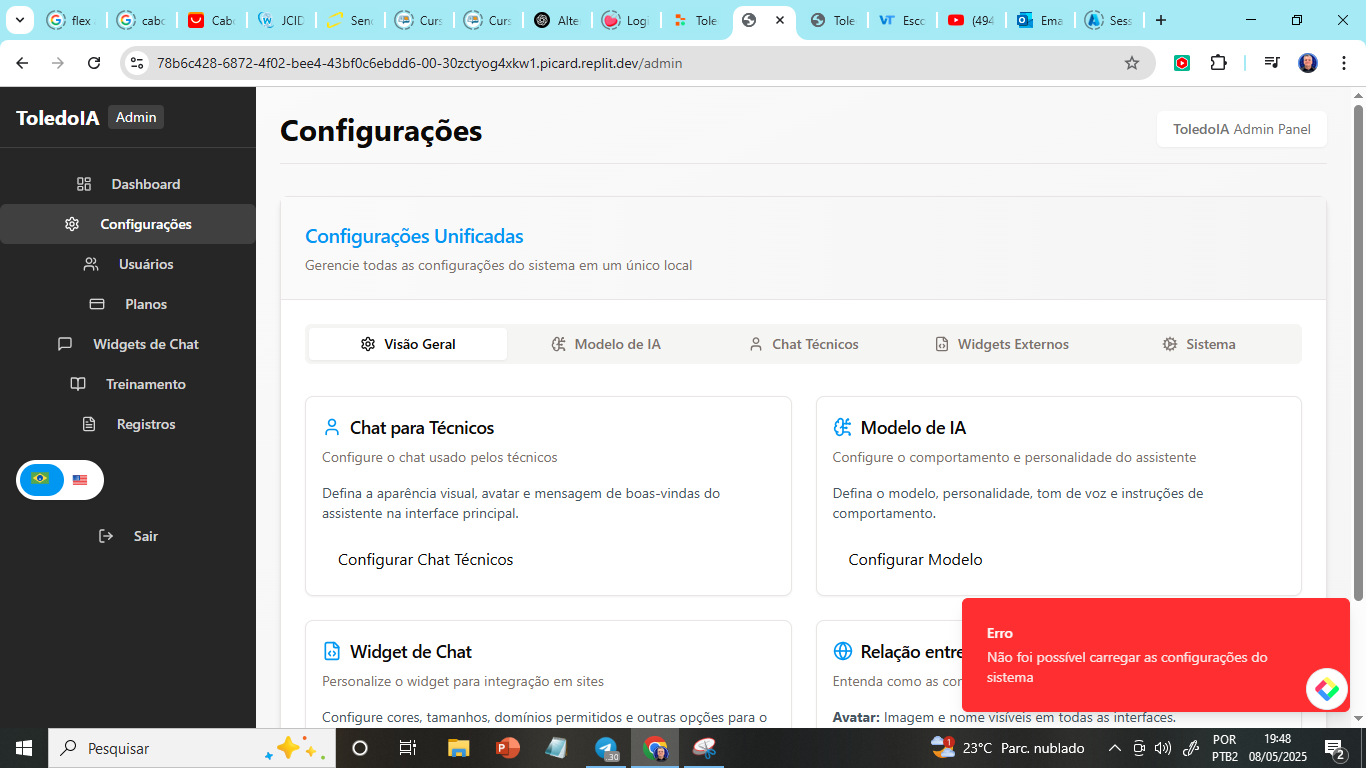 flex
cabo
Cabo
JCID
Senc
Curs
Curs
Alte
Logi
Tole
Tole
Esco
(494
Ema
Sess
78b6c428-6872-4f02-bee4-43bf0c6ebdd6-00-30zctyog4xkw1.picard.replit.dev/admin
ToledoIA Admin
Configurações
ToledoIA Admin Panel
Dashboard
Configurações
Usuários
Planos
Widgets de Chat
Treinamento
Registros
Sair
Configurações Unificadas
Gerencie todas as configurações do sistema em um único local
Visão Geral
Modelo de IA
Chat Técnicos
Widgets Externos
Sistema
Chat para Técnicos
Configure o chat usado pelos técnicos
Defina a aparência visual, avatar e mensagem de boas-vindas do
assistente na interface principal.
Configurar Chat Técnicos
Modelo de IA
Configure o comportamento e personalidade do assistente
Defina o modelo, personalidade, tom de voz e instruções de
comportamento.
Configurar Modelo
Widget de Chat
Personalize o widget para integração em sites
Configure cores, tamanhos, domínios permitidos e outras opções para o
Relação entre
Entenda como as con
Avatar: Imagem e nome visíveis em todas as interfaces.
Erro
Não foi possível carregar as configurações do
sistema
Pesquisar
.30
1
23°C Parc. nublado
POR
PTB2
19:48
08/05/2025
2